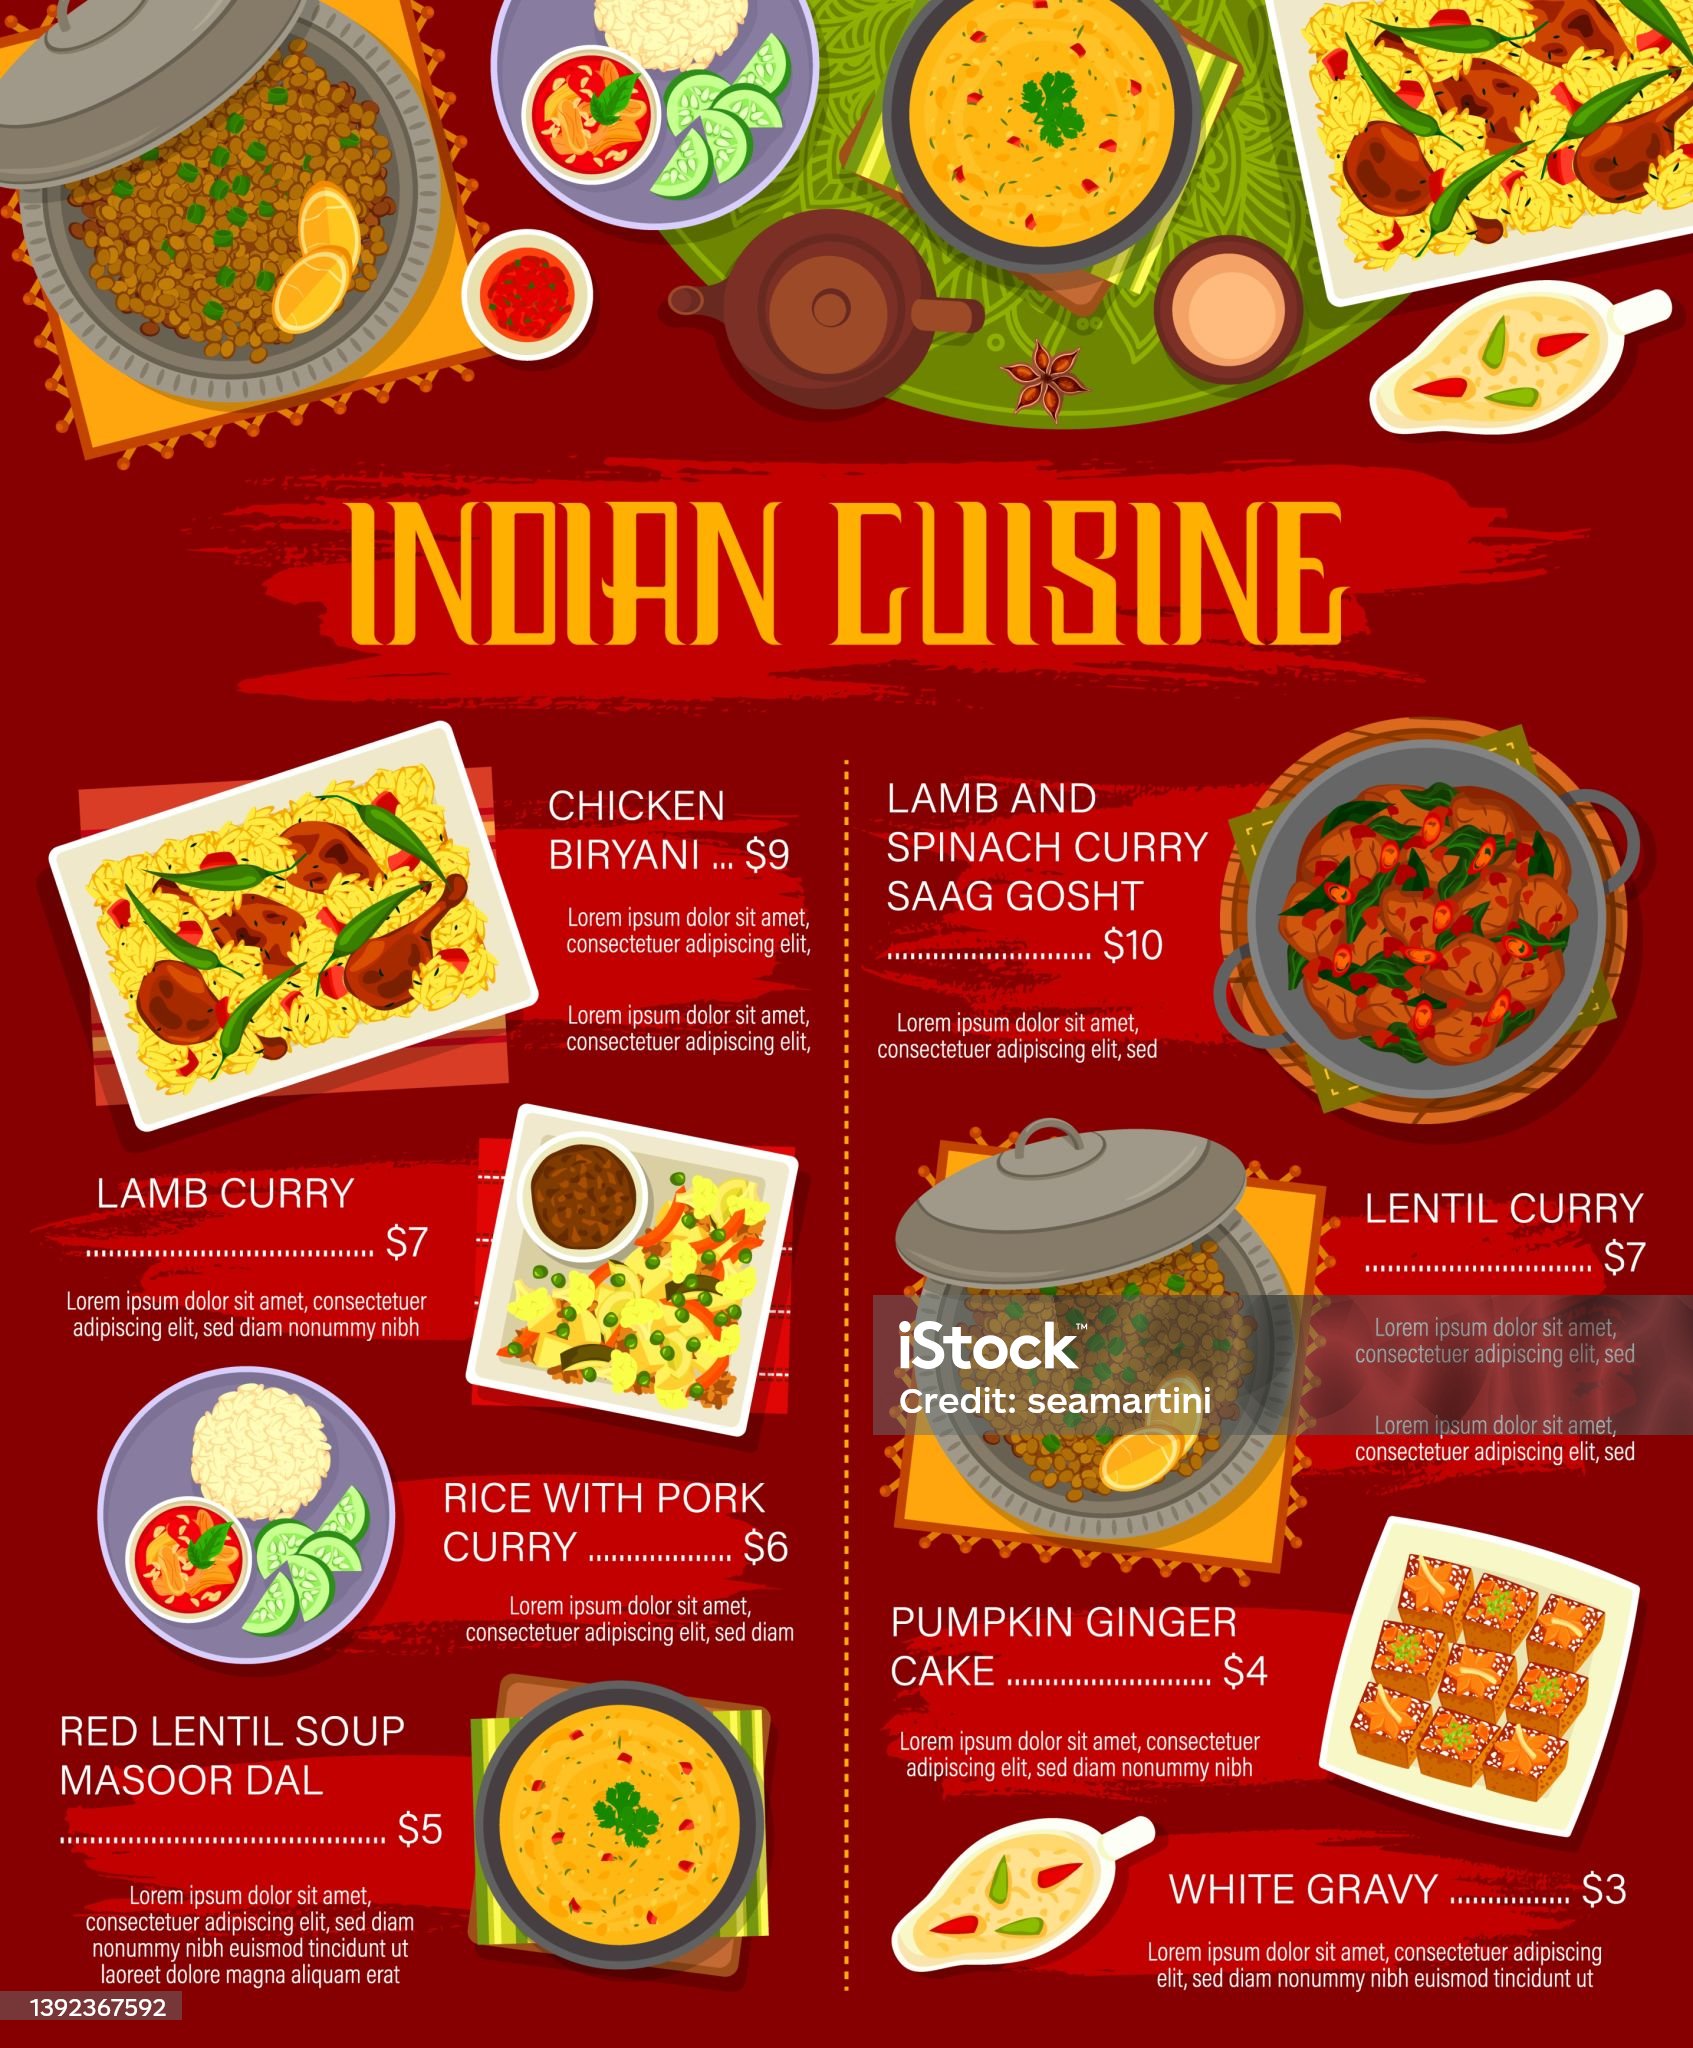 INDIAN CUISINE
CHICKEN
BIRYANI ... $9
Lorem ipsum dolor sit amet,
consectetuer adipiscing elit,
Lorem ipsum dolor sit amet,
consectetuer adipiscing elit,
LAMB CURRY
...................................... $7
Lorem ipsum dolor sit amet, consectetuer
adipiscing elit, sed diam nonummy nibh
RICE WITH PORK
CURRY ................... $6
Lorem ipsum dolor sit amet,
consectetuer adipiscing elit, sed diam
RED LENTIL SOUP
MASOOR DAL
........................................... $5
Lorem ipsum dolor sit amet,
consectetuer adipiscing elit, sed diam
nonummy nibh euismod tincidunt ut
laoreet dolore magna aliquam erat
LAMB AND
SPINACH CURRY
SAAG GOSHT
........................... $10
Lorem ipsum dolor sit amet,
consectetuer adipiscing elit, sed
LENTIL CURRY
.............................. $7
Lorem ipsum dolor sit amet,
consectetuer adipiscing elit, sed
Lorem ipsum dolor sit amet,
consectetuer adipiscing elit, sed
iStock™
Credit: seamartini
PUMPKIN GINGER
CAKE ........................... $4
Lorem ipsum dolor sit amet, consectetuer
adipiscing elit, sed diam nonummy nibh
WHITE GRAVY ................ $3
Lorem ipsum dolor sit amet, consectetuer adipiscing
elit, sed diam nonummy nibh euismod tincidunt ut
1392367592